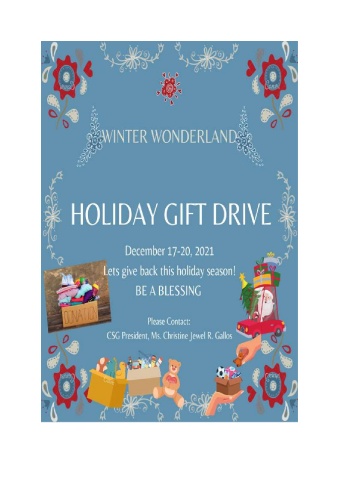 WINTER WONDERLAND
HOLIDAY GIFT DRIVE
December 17-20, 2021
Lets give back this holiday season!
BE A BLESSING
Please Contact:
CSG President, Ms. Christine Jewel R. Gallos
DONATION